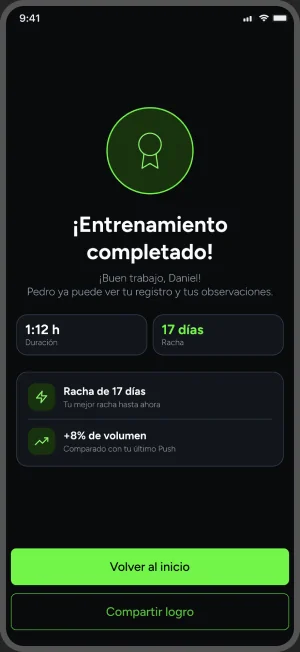 9:41
¡Entrenamiento
completado!
¡Buen trabajo, Daniel!
Pedro ya puede ver tu registro y tus observaciones.
1:12 h
Duración
17 días
Racha
Racha de 17 días
Tu mejor racha hasta ahora
+8% de volumen
Comparado con tu último Push
Volver al inicio
Compartir logro